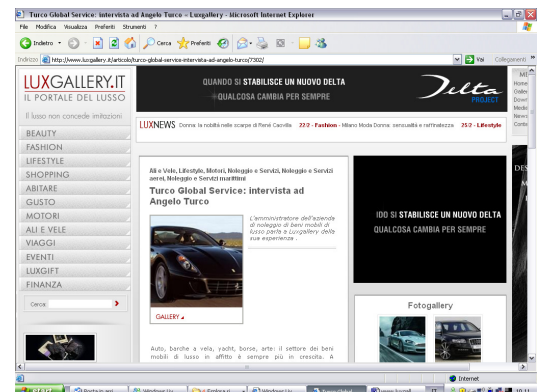 Turco Global Service: intervista ad Angelo Turco - Luxgallery - Microsoft Internet Explorer
File Modifica Visualizza Preferiti Strumenti ?
Indietro Cerca Preferiti
Indirizzo http://www.luxgallery.it/articolo/turco-global-service-intervista-ad-angelo-turco/7302/ Vai Collegamenti
LUXGALLERY.IT
IL PORTALE DEL LUSSO
Il lusso non concede imitazioni
QUANDO SI STABILISCE UN NUOVO DELTA
QUALCOSA CAMBIA PER SEMPRE
Delta
PROJECT
LUXNEWS Donna: la nobiltà nelle scarpe di René Caovilla 22/2 - Fashion - Milano Moda Donna: sensualità e raffinatezza 25/2 - Lifestyle
BEAUTY
FASHION
LIFESTYLE
SHOPPING
ABITARE
GUSTO
MOTORI
ALI E VELE
VIAGGI
EVENTI
LUXGIFT
FINANZA
Cerca:
Ali e Vele, Lifestyle, Motori, Noleggio e Servizi, Noleggio e Servizi
aerei, Noleggio e Servizi marittimi
Turco Global Service: intervista ad
Angelo Turco
L'amministratore dell'azienda
di noleggio di beni mobili di
lusso parla a Luxgallery della
sua esperienza .
GALLERY
Auto, barche a vela, yacht, borse, arte: il settore dei beni
mobili di lusso in affitto è sempre più in crescita. A
IDO SI STABILISCE UN NUOVO DELTA
QUALCOSA CAMBIA PER SEMPRE
Fotogallery
Home
Internet
10.11